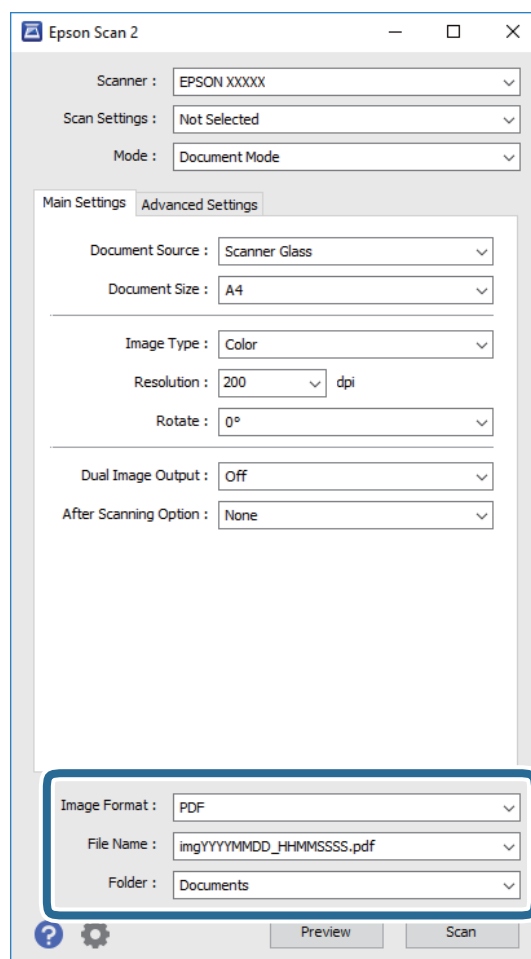 Epson Scan 2
Scanner : EPSON XXXXX
Scan Settings : Not Selected
Mode : Document Mode
Main Settings Advanced Settings
Document Source : Scanner Glass
Document Size : A4
Image Type : Color
Resolution : 200 dpi
Rotate : 0°
Dual Image Output : Off
After Scanning Option : None
Image Format : PDF
File Name : imgYYYYMMDD_HHMMSSSS.pdf
Folder : Documents
? Preview Scan